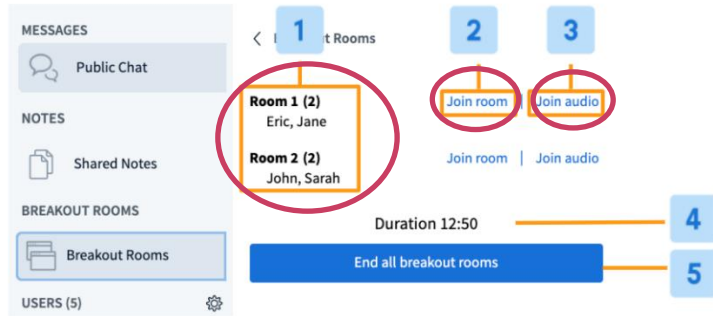 MESSAGES
Public Chat
NOTES
Shared Notes
BREAKOUT ROOMS
Breakout Rooms
USERS (5)
1 2 3
t Rooms
Room 1 (2) Join room | Join audio
Eric, Jane
Room 2 (2) Join room | Join audio
John, Sarah
Duration 12:50 4
End all breakout rooms 5